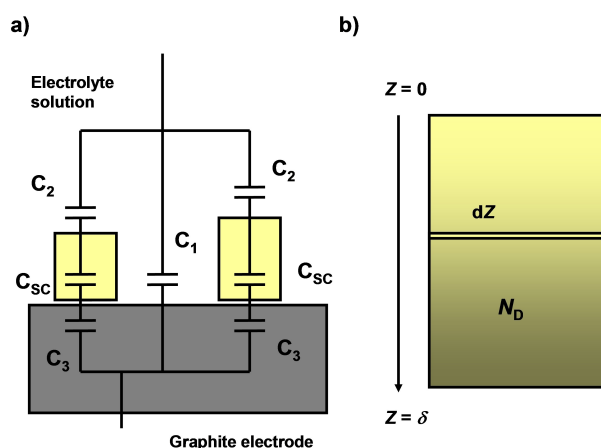 a)
Electrolyte
solution
C2
C2
C1
CSC
CSC
C3
C3
Graphite electrode
b)
Z = 0
dZ
ND
Z = δ